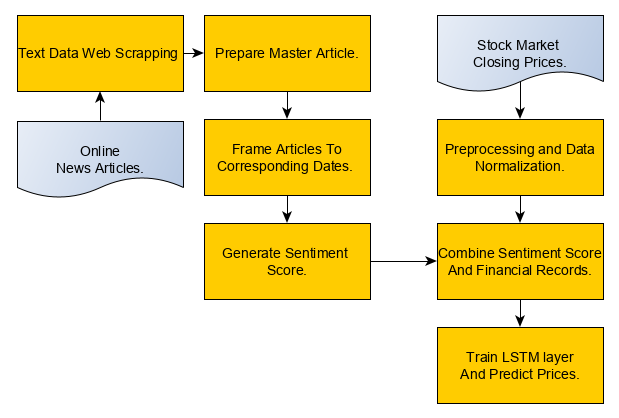 Text Data Web Scrapping
Prepare Master Article.
Stock Market
Closing Prices.
Online
News Articles.
Frame Articles To
Corresponding Dates.
Preprocessing and Data
Normalization.
Generate Sentiment
Score.
Combine Sentiment Score
And Financial Records.
Train LSTM layer
And Predict Prices.